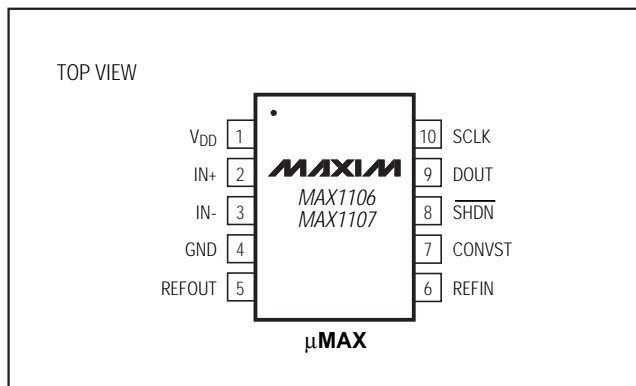 TOP VIEW
VDD 1
IN+ 2
IN- 3
GND 4
REFOUT 5
MAXIM
MAX1106
MAX1107
10 SCLK
9 DOUT
8 SHDN
7 CONVST
6 REFIN
µMAX